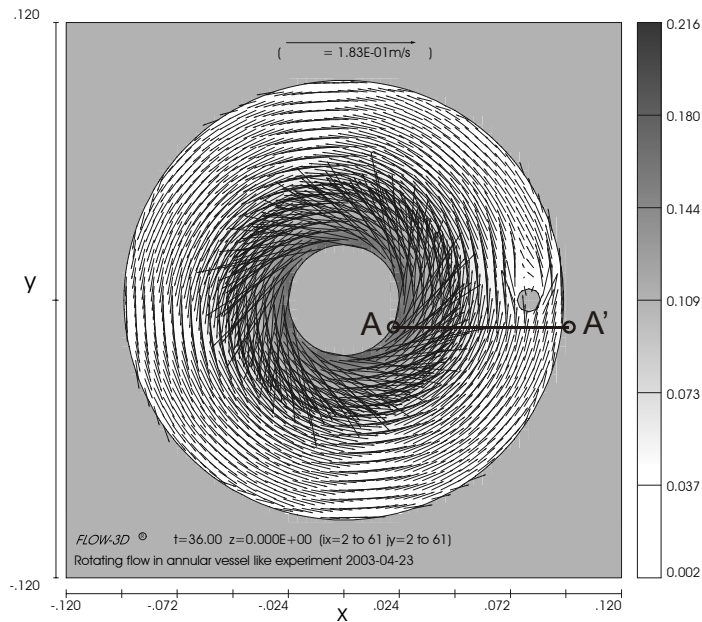 .120
0.216
( = 1.83E-01m/s )
0.180
0.144
y
0.109
A A'
0.073
0.037
FLOW-3D ® t=36.00 z=0.000E+00 (ix=2 to 61 jy=2 to 61)
Rotating flow in annular vessel like experiment 2003-04-23
0.002
-.120
-.120 -.072 -.024 .024 .072 .120
x